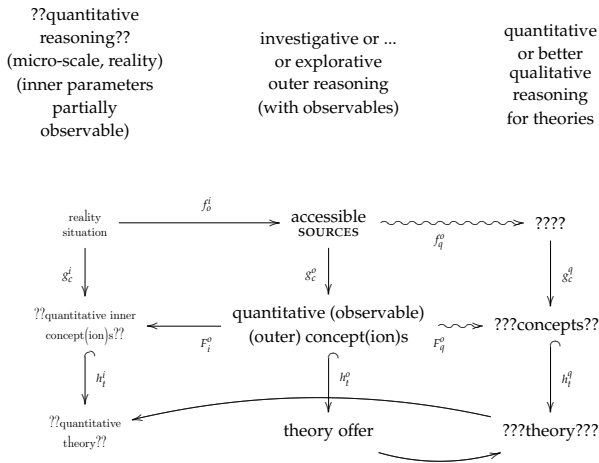 ??quantitative
reasoning??
(micro-scale, reality)
(inner parameters
partially
observable)
investigative or ...
or explorative
outer reasoning
(with observables)
quantitative
or better
qualitative
reasoning
for theories
reality
situation
f_o^i
accessible
SOURCES
f_q^o
????
g_c^i
g_c^o
g_c^q
??quantitative inner
concept(ion)s??
F_i^o
quantitative (observable)
(outer) concept(ion)s
F_q^o
???concepts??
h_t^i
h_t^o
h_t^q
??quantitative
theory??
theory offer
???theory???